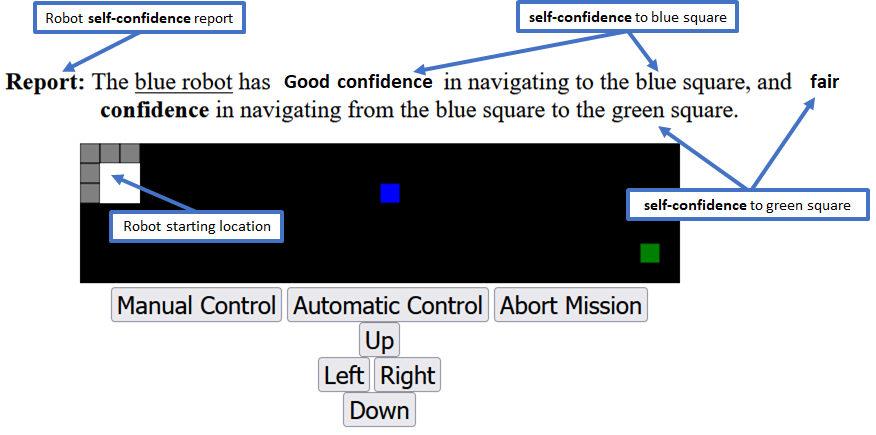 Robot self-confidence report
self-confidence to blue square
Report: The blue robot has Good confidence in navigating to the blue square, and fair
confidence in navigating from the blue square to the green square.
self-confidence to green square
Robot starting location
Manual Control Automatic Control Abort Mission
Up
Left Right
Down